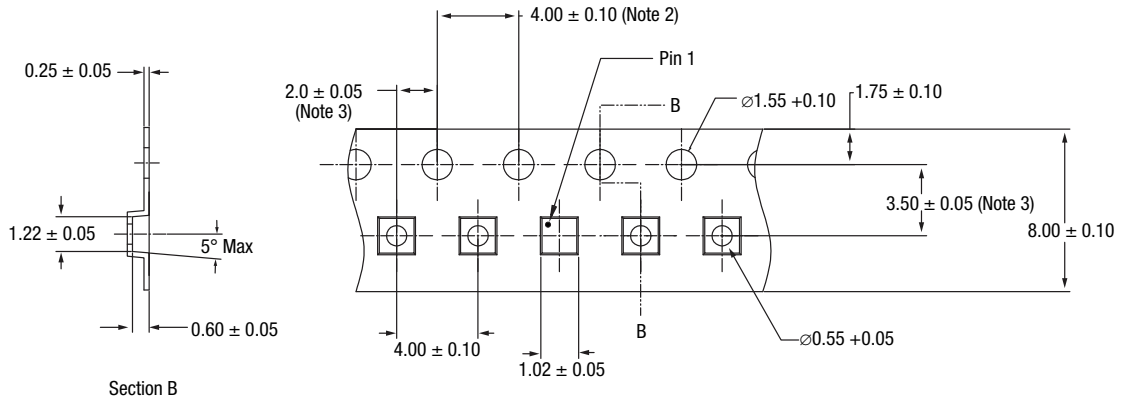 4.00 ± 0.10 (Note 2)
Pin 1
0.25 ± 0.05
2.0 ± 0.05
(Note 3)
B
∅1.55 +0.10
1.75 ± 0.10
3.50 ± 0.05 (Note 3)
8.00 ± 0.10
1.22 ± 0.05
5° Max
0.60 ± 0.05
4.00 ± 0.10
B
∅0.55 +0.05
1.02 ± 0.05
Section B